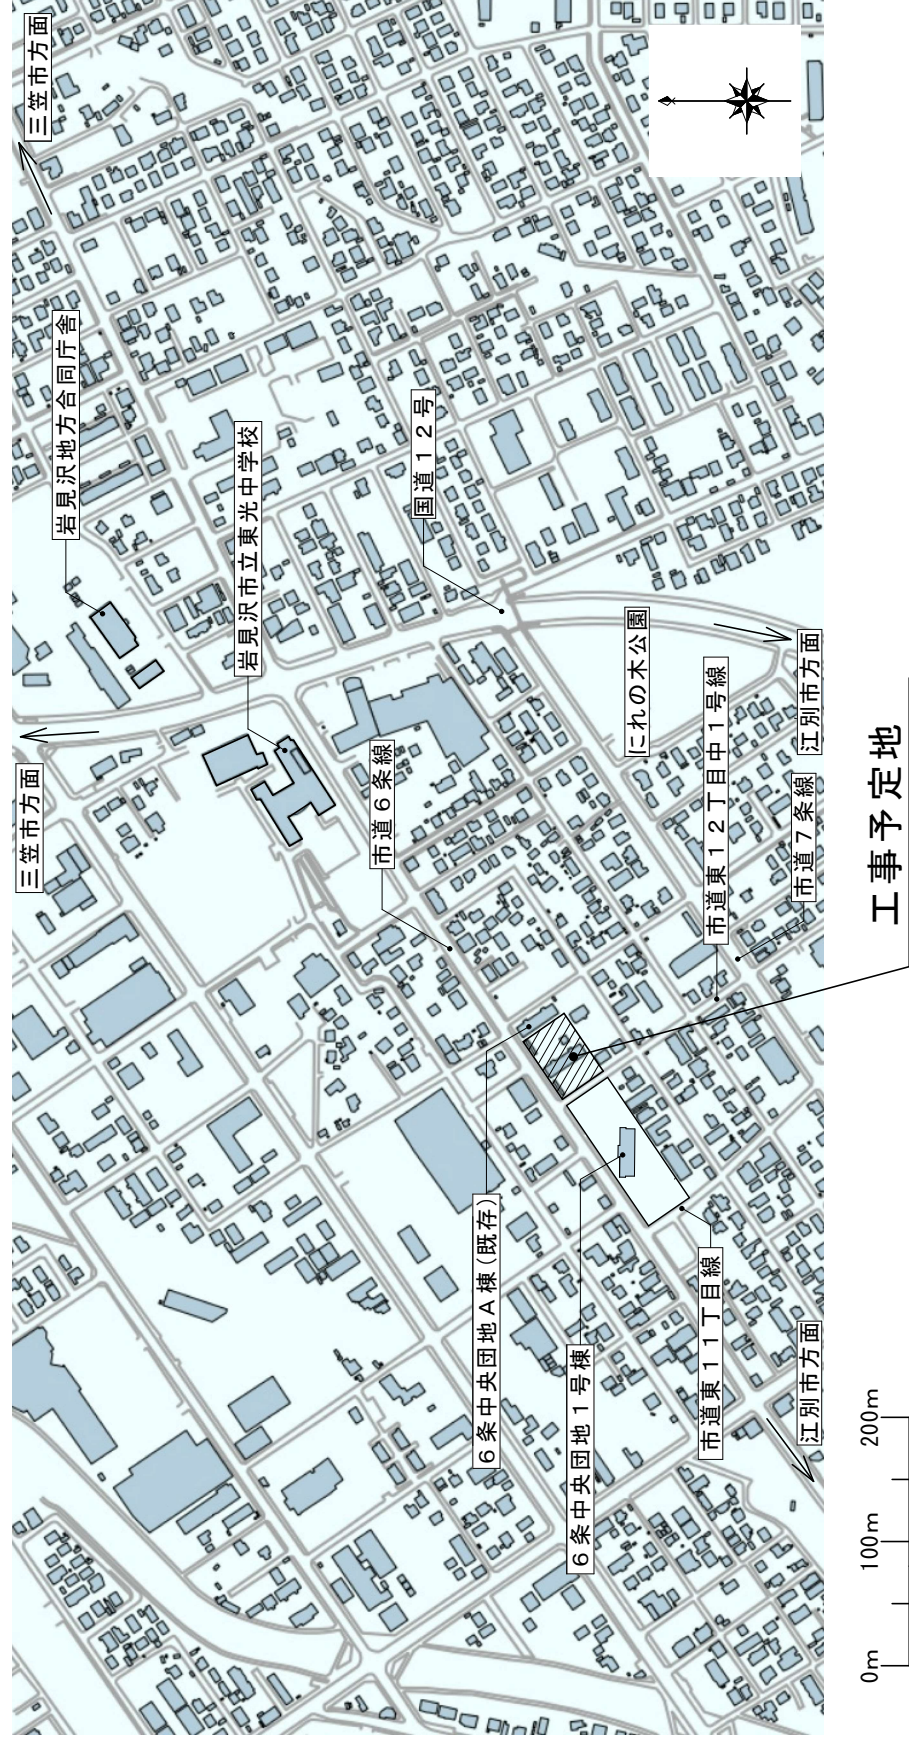 三笠市方面
岩見沢地方合同庁舎
三笠市方面
岩見沢市立東光中学校
市道6条線
国道12号
6条中央団地A棟(既存)
6条中央団地1号棟
にれの木公園
市道東11丁目線
市道東12丁目中1号線
市道7条線
江別市方面
江別市方面
工事予定地
0m
100m
200m